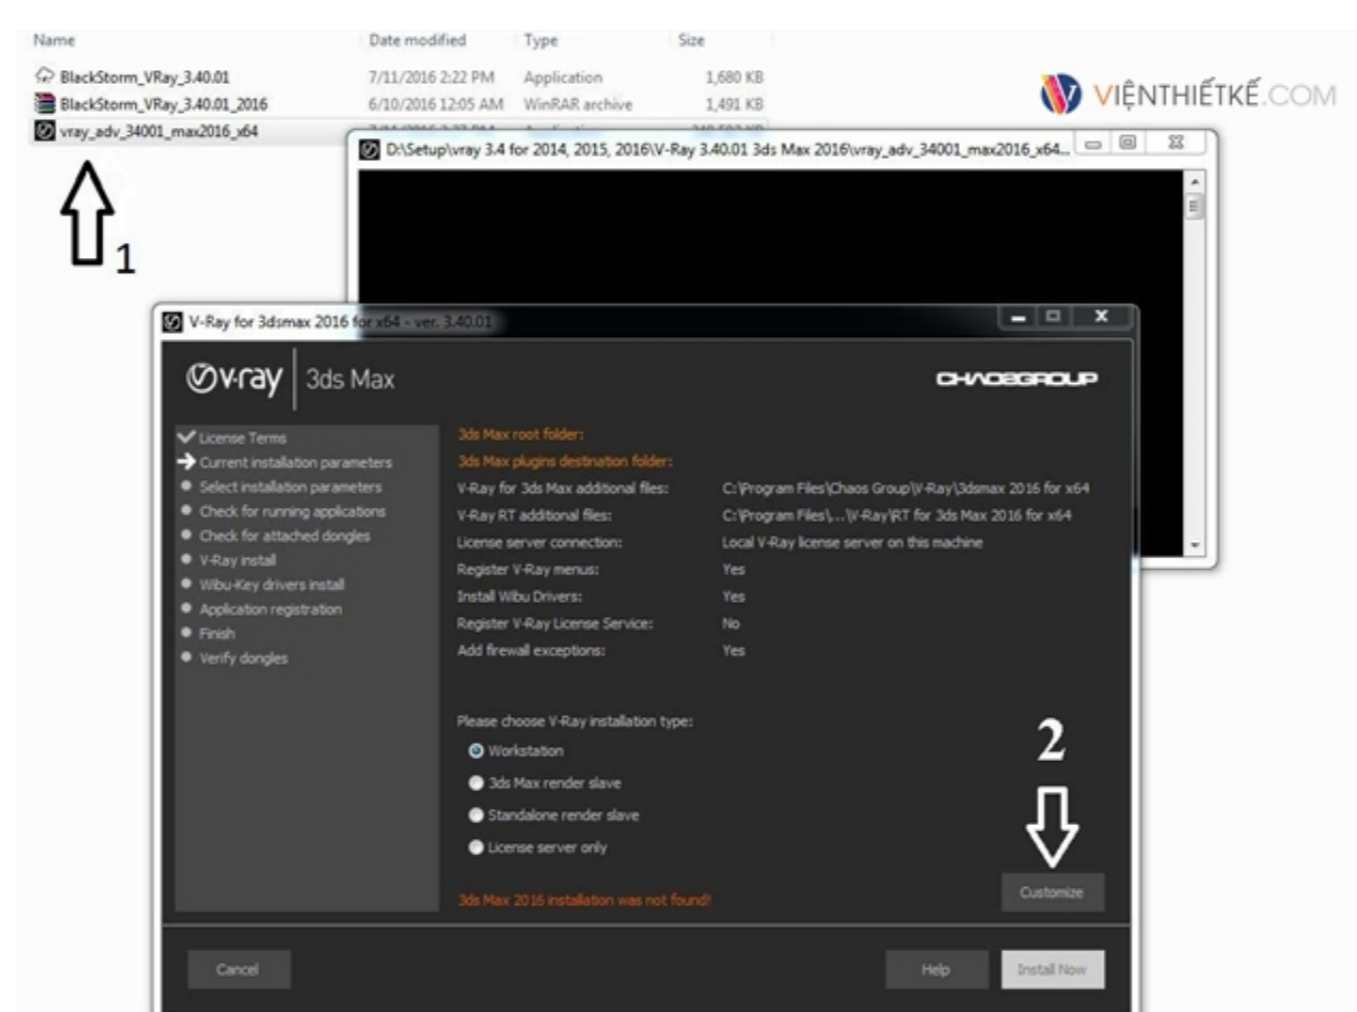 Name Date modified Type Size
BlackStorm_VRay_3.40.01 7/11/2016 2:22 PM Application 1,680 KB
BlackStorm_VRay_3.40.01_2016 6/10/2016 12:05 AM WinRAR archive 1,491 KB
VIỆNTHIẾTKẾ.COM
vray_adv_34001_max2016_x64
D:\Setup\vray 3.4 for 2014, 2015, 2016\V-Ray 3.40.01 3ds Max 2016\vray_adv_34001_max2016_x64...
1
V-Ray for 3dsmax 2016 for x64 - ver. 3.40.01
v·ray 3ds Max
CHAOSGROUP
License Terms
Current installation parameters
Select installation parameters
Check for running applications
Check for attached dongles
V-Ray install
Wibu-Key drivers install
Application registration
Finish
Verify dongles
3ds Max root folder:
3ds Max plugins destination folder:
V-Ray for 3ds Max additional files: C:\Program Files\Chaos Group\V-Ray\3dsmax 2016 for x64
V-Ray RT additional files: C:\Program Files\...\V-Ray\RT for 3ds Max 2016 for x64
License server connection: Local V-Ray license server on this machine
Register V-Ray menus: Yes
Install Wibu Drivers: Yes
Register V-Ray License Service: No
Add firewall exceptions: Yes
Please choose V-Ray installation type:
Workstation
3ds Max render slave
Standalone render slave
License server only
2
3ds Max 2016 installation was not found!
Customize
Cancel
Help
Install Now